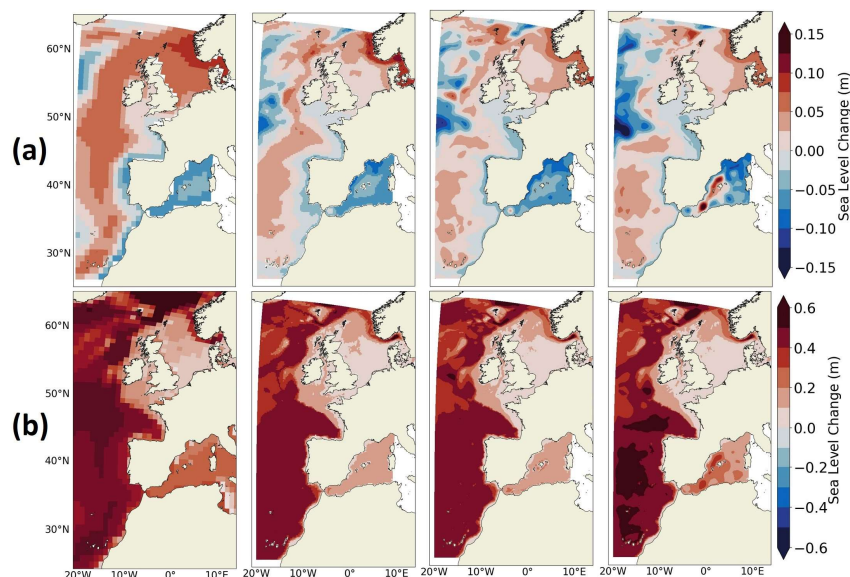 60°N
50°N
(a)
40°N
30°N
0.15
0.10
0.05
0.00
−0.05
−0.10
−0.15
Sea Level Change (m)
60°N
50°N
(b)
40°N
30°N
0.6
0.4
0.2
0.0
−0.2
−0.4
−0.6
Sea Level Change (m)
20°W 10°W 0° 10°E 20°W 10°W 0° 10°E 20°W 10°W 0° 10°E 20°W 10°W 0° 10°E